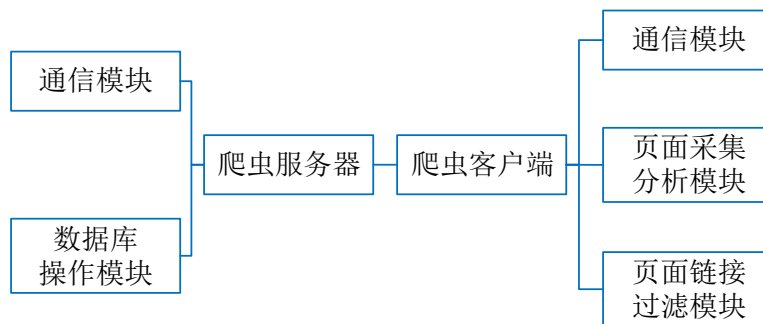 通信模块
数据库
操作模块
爬虫服务器
爬虫客户端
通信模块
页面采集
分析模块
页面链接
过滤模块